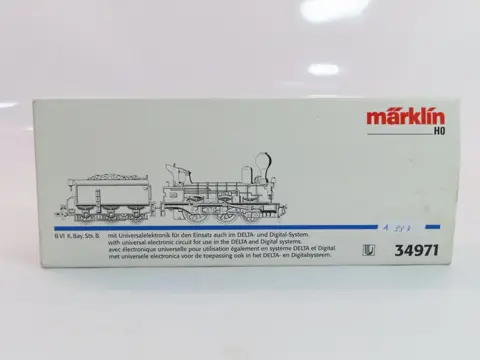 märklin
H0
B VI K. Bay. Sts. B. mit Universalelektronik für den Einsatz auch im DELTA- und Digital-System.
with universal electronic circuit for use in the DELTA and Digital systems.
avec électronique universelle pour utilisation également en système DELTA et Digital.
met universele electronica voor de toepassing ook in het DELTA- en Digitalsysteem.
34971